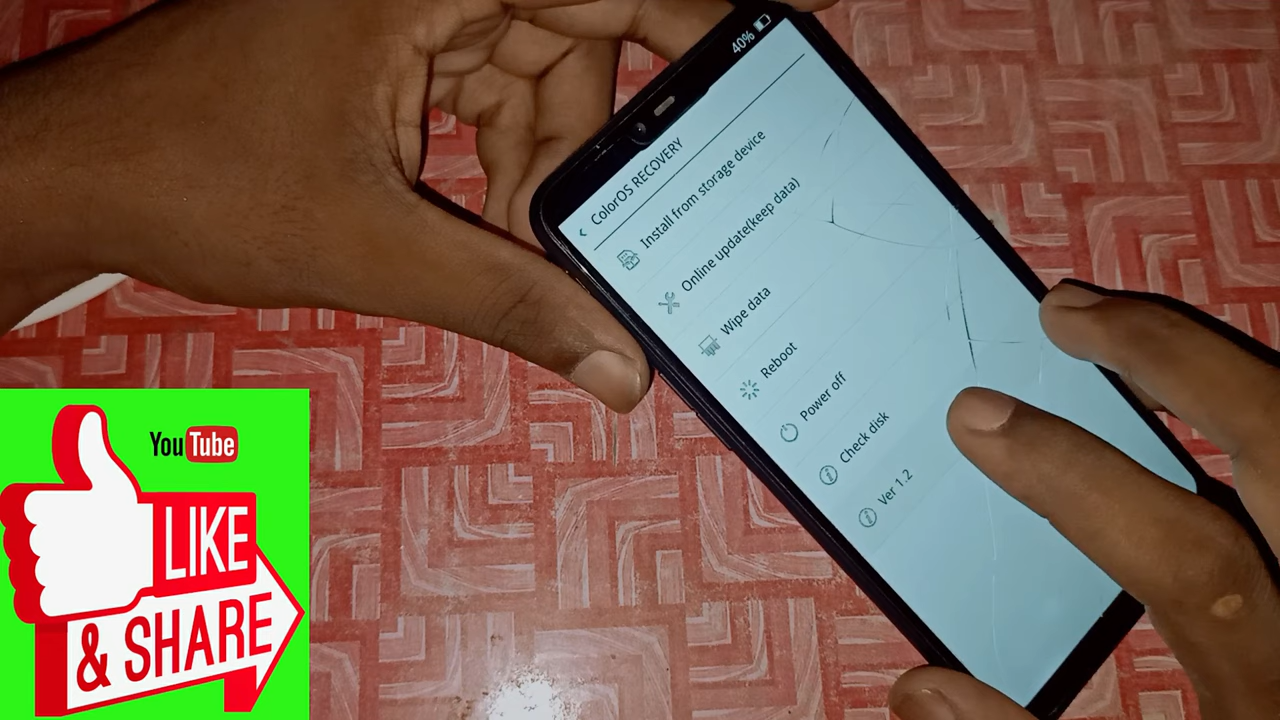 40%
ColorOS RECOVERY
Install from storage device
Online update(keep data)
Wipe data
Reboot
Power off
Check disk
Ver 1.2
YouTube
LIKE
& SHARE